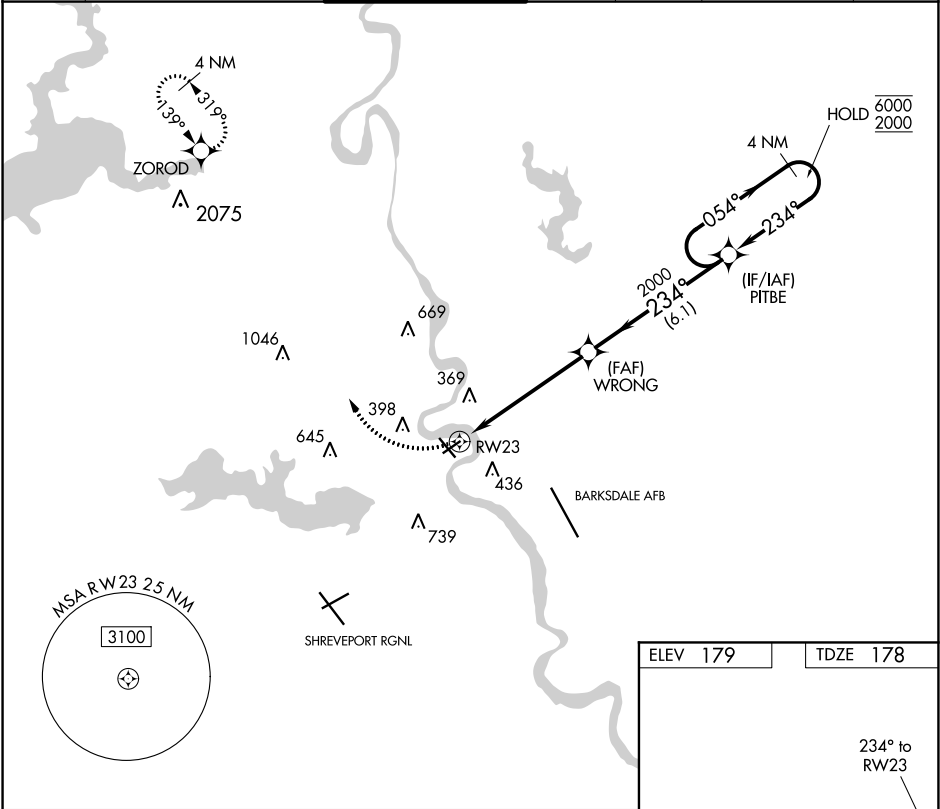 4 NM
319°
139°
ZOROD
2075
HOLD 6000
2000
4 NM
054°
234°
(IF/IAF)
PITBE
2000
234°
(6.1)
(FAF)
WRONG
669
1046
369
398
645
RW23
436
BARKSDALE AFB
739
MSA RW23 25 NM
3100
SHREVEPORT RGNL
ELEV 179
TDZE 178
234° to
RW23